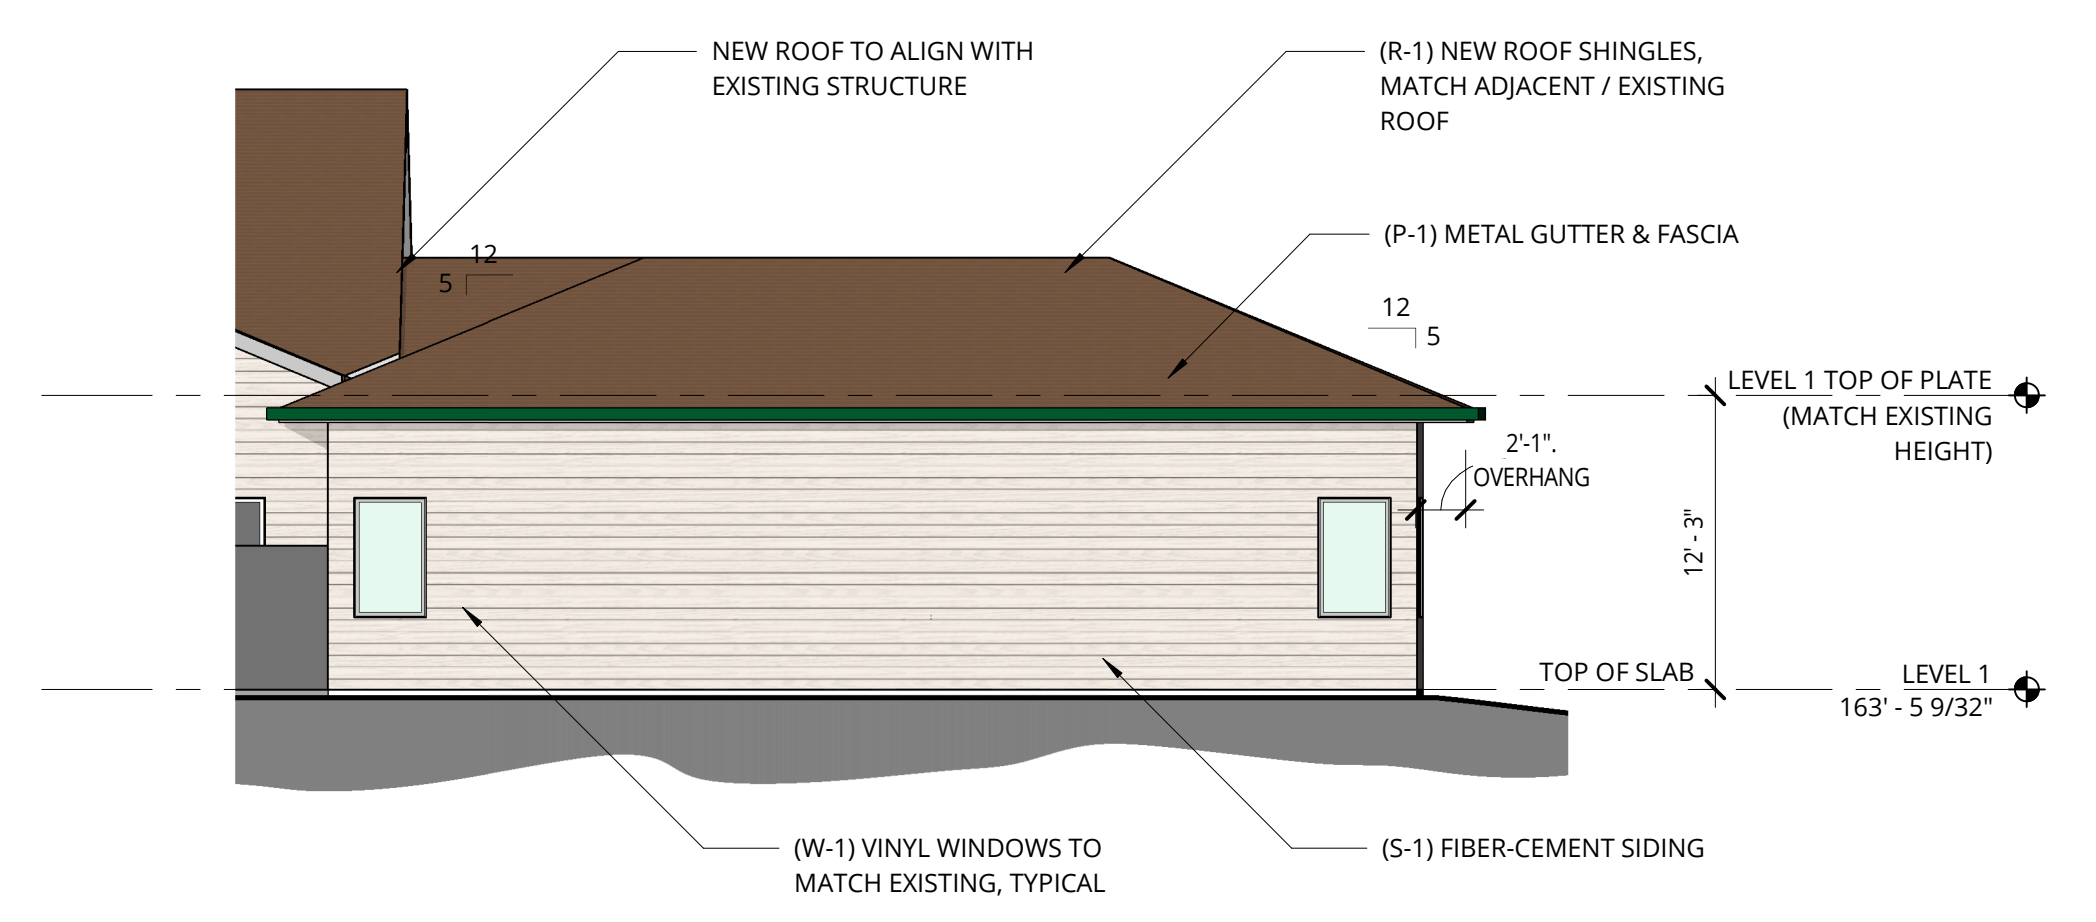 NEW ROOF TO ALIGN WITH
EXISTING STRUCTURE
(R-1) NEW ROOF SHINGLES,
MATCH ADJACENT / EXISTING
ROOF
(P-1) METAL GUTTER & FASCIA
12
5
12
5
LEVEL 1 TOP OF PLATE
(MATCH EXISTING
HEIGHT)
2'-1".
OVERHANG
12' - 3"
TOP OF SLAB
LEVEL 1
163' - 5 9/32"
(W-1) VINYL WINDOWS TO
MATCH EXISTING, TYPICAL
(S-1) FIBER-CEMENT SIDING